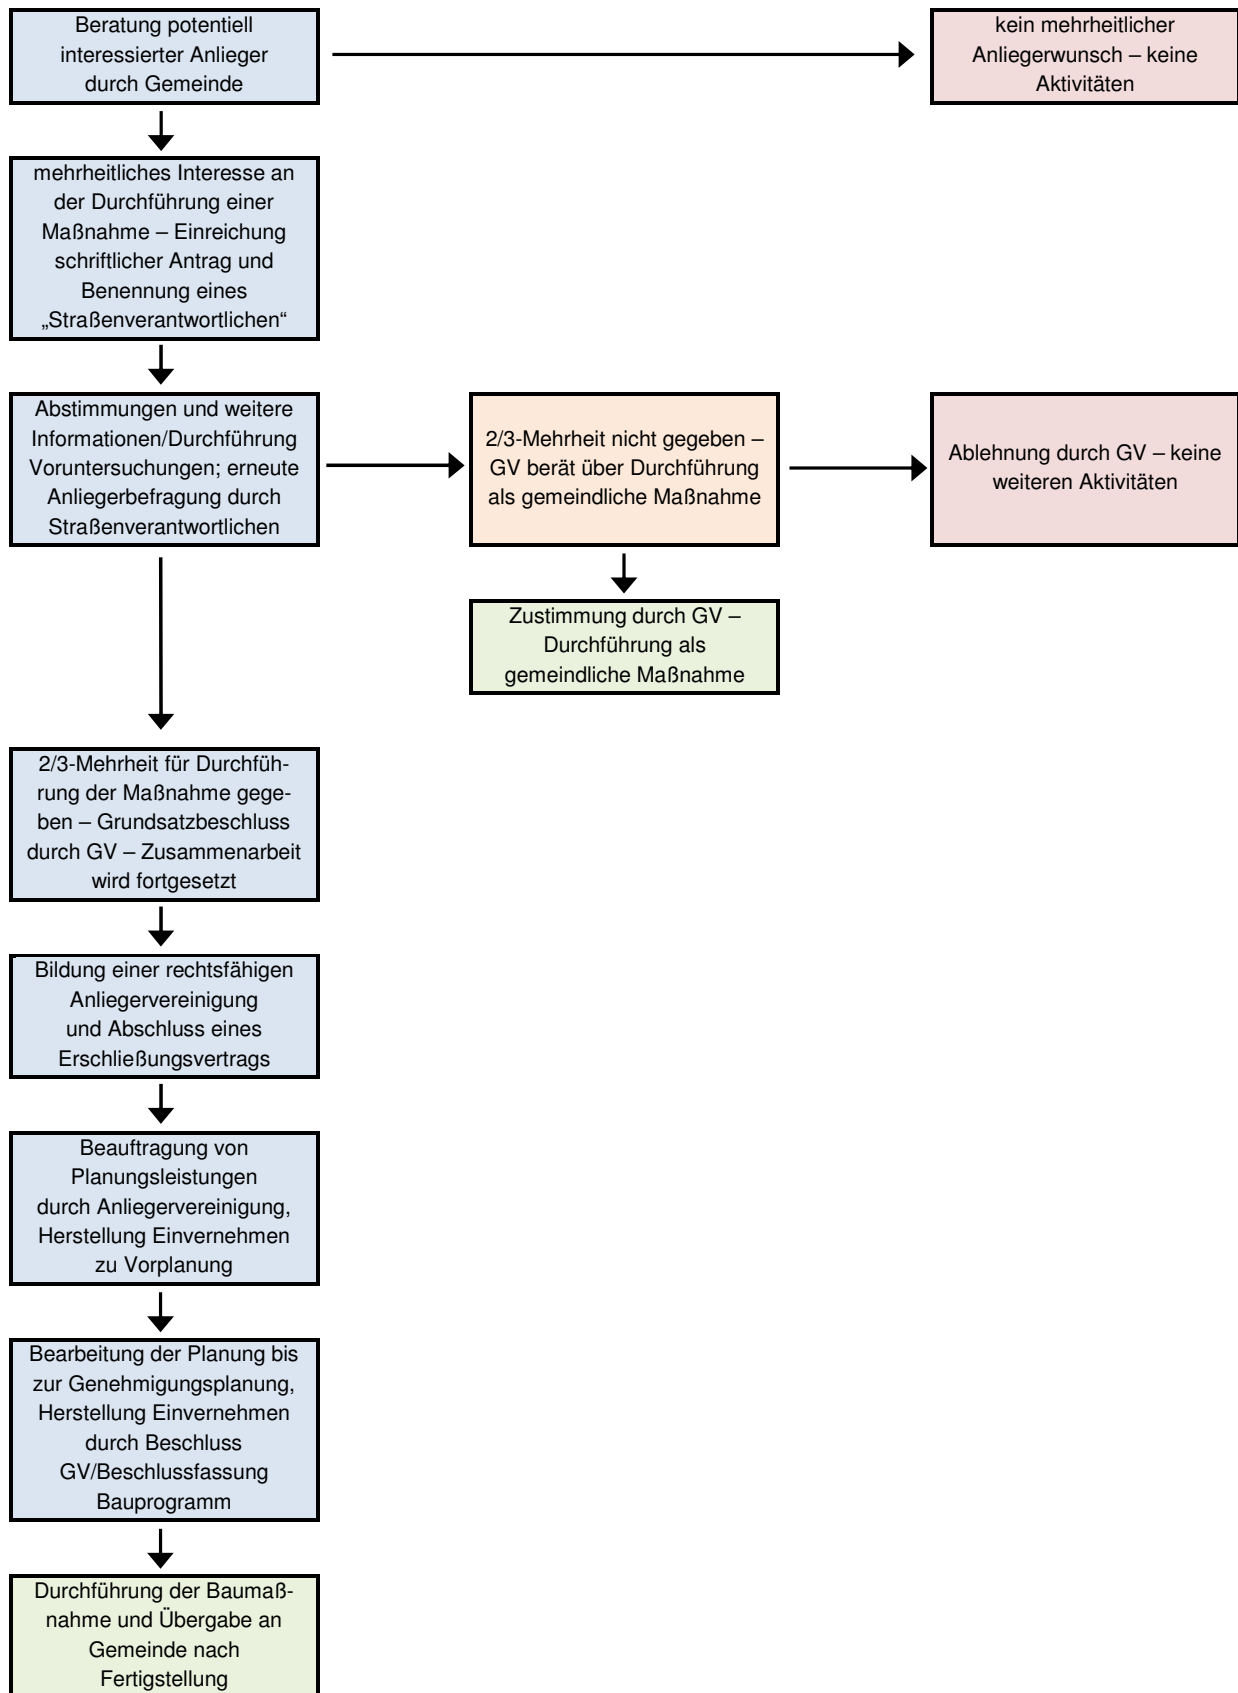 Beratung potentiell
interessierter Anlieger
durch Gemeinde
kein mehrheitlicher
Anliegerwunsch – keine
Aktivitäten
mehrheitliches Interesse an
der Durchführung einer
Maßnahme – Einreichung
schriftlicher Antrag und
Benennung eines
„Straßenverantwortlichen“
Abstimmungen und weitere
Informationen/Durchführung
Voruntersuchungen; erneute
Anliegerbefragung durch
Straßenverantwortlichen
2/3-Mehrheit nicht gegeben –
GV berät über Durchführung
als gemeindliche Maßnahme
Ablehnung durch GV – keine
weiteren Aktivitäten
Zustimmung durch GV –
Durchführung als
gemeindliche Maßnahme
2/3-Mehrheit für Durchfüh-
rung der Maßnahme gege-
ben – Grundsatzbeschluss
durch GV – Zusammenarbeit
wird fortgesetzt
Bildung einer rechtsfähigen
Anliegervereinigung
und Abschluss eines
Erschließungsvertrags
Beauftragung von
Planungsleistungen
durch Anliegervereinigung,
Herstellung Einvernehmen
zu Vorplanung
Bearbeitung der Planung bis
zur Genehmigungsplanung,
Herstellung Einvernehmen
durch Beschluss
GV/Beschlussfassung
Bauprogramm
Durchführung der Baumaß-
nahme und Übergabe an
Gemeinde nach
Fertigstellung